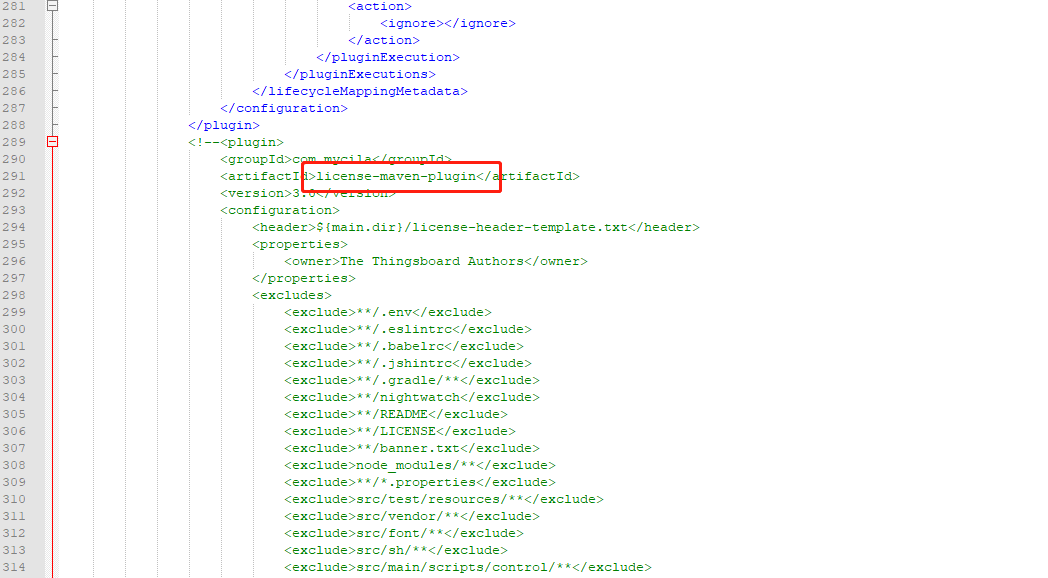 281 <action>
282 <ignore></ignore>
283 </action>
284 </pluginExecution>
285 </pluginExecutions>
286 </lifecycleMappingMetadata>
287 </configuration>
288 </plugin>
289 <!--<plugin>
290 <groupId>com.mycila</groupId>
291 <artifactId>license-maven-plugin</artifactId>
292 <version>3.0</version>
293 <configuration>
294 <header>${main.dir}/license-header-template.txt</header>
295 <properties>
296 <owner>The Thingsboard Authors</owner>
297 </properties>
298 <excludes>
299 <exclude>**/.env</exclude>
300 <exclude>**/.eslintrc</exclude>
301 <exclude>**/.babelrc</exclude>
302 <exclude>**/.jshintrc</exclude>
303 <exclude>**/.gradle/**</exclude>
304 <exclude>**/nightwatch</exclude>
305 <exclude>**/README</exclude>
306 <exclude>**/LICENSE</exclude>
307 <exclude>**/banner.txt</exclude>
308 <exclude>node_modules/**</exclude>
309 <exclude>**/*.properties</exclude>
310 <exclude>src/test/resources/**</exclude>
311 <exclude>src/vendor/**</exclude>
312 <exclude>src/font/**</exclude>
313 <exclude>src/sh/**</exclude>
314 <exclude>src/main/scripts/control/**</exclude>